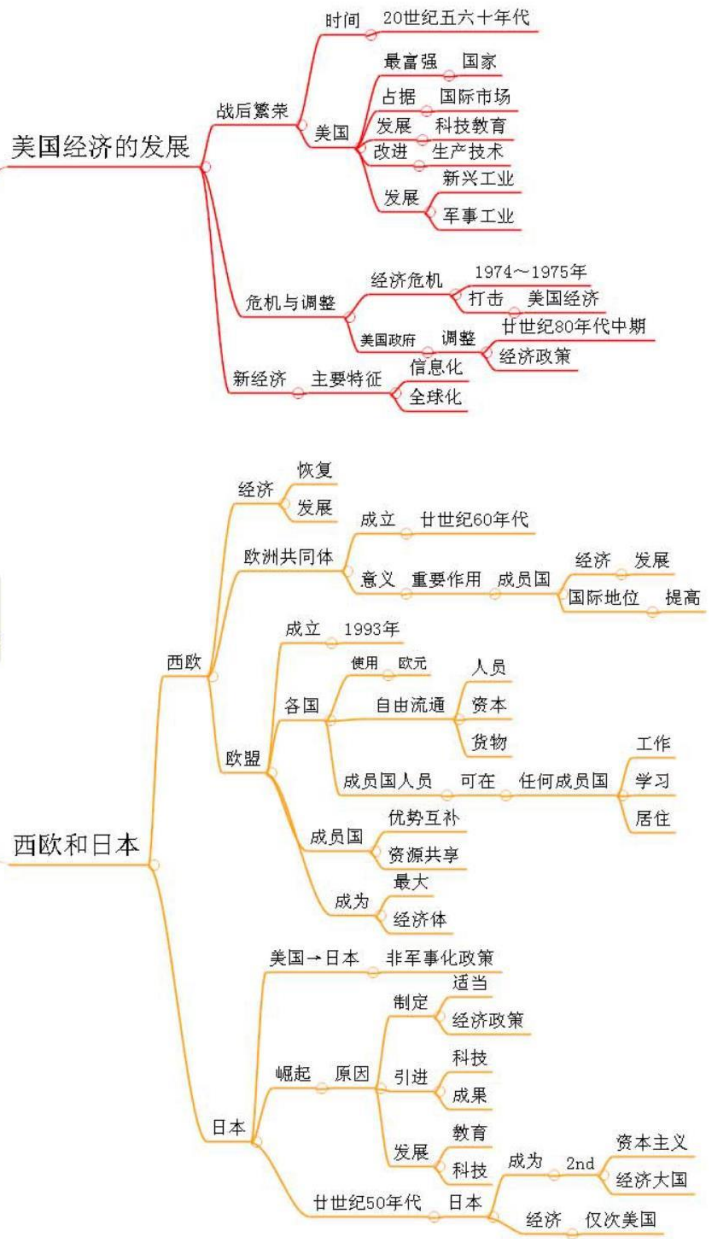 美国经济的发展
战后繁荣
时间
20世纪五六十年代
美国
最富强
国家
占据
国际市场
发展
科技教育
改进
生产技术
发展
新兴工业
军事工业
危机与调整
经济危机
1974～1975年
打击
美国经济
美国政府
调整
廿世纪80年代中期
经济政策
新经济
主要特征
信息化
全球化
西欧和日本
西欧
经济
恢复
发展
欧洲共同体
成立
廿世纪60年代
意义
重要作用
成员国
经济
发展
国际地位
提高
欧盟
成立
1993年
各国
使用
欧元
自由流通
人员
资本
货物
成员国人员
可在
任何成员国
工作
学习
居住
成员国
优势互补
资源共享
成为
最大
经济体
日本
美国→日本
非军事化政策
崛起
原因
制定
适当
经济政策
引进
科技
成果
发展
教育
科技
廿世纪50年代
日本
成为
2nd
资本主义
经济大国
经济
仅次美国